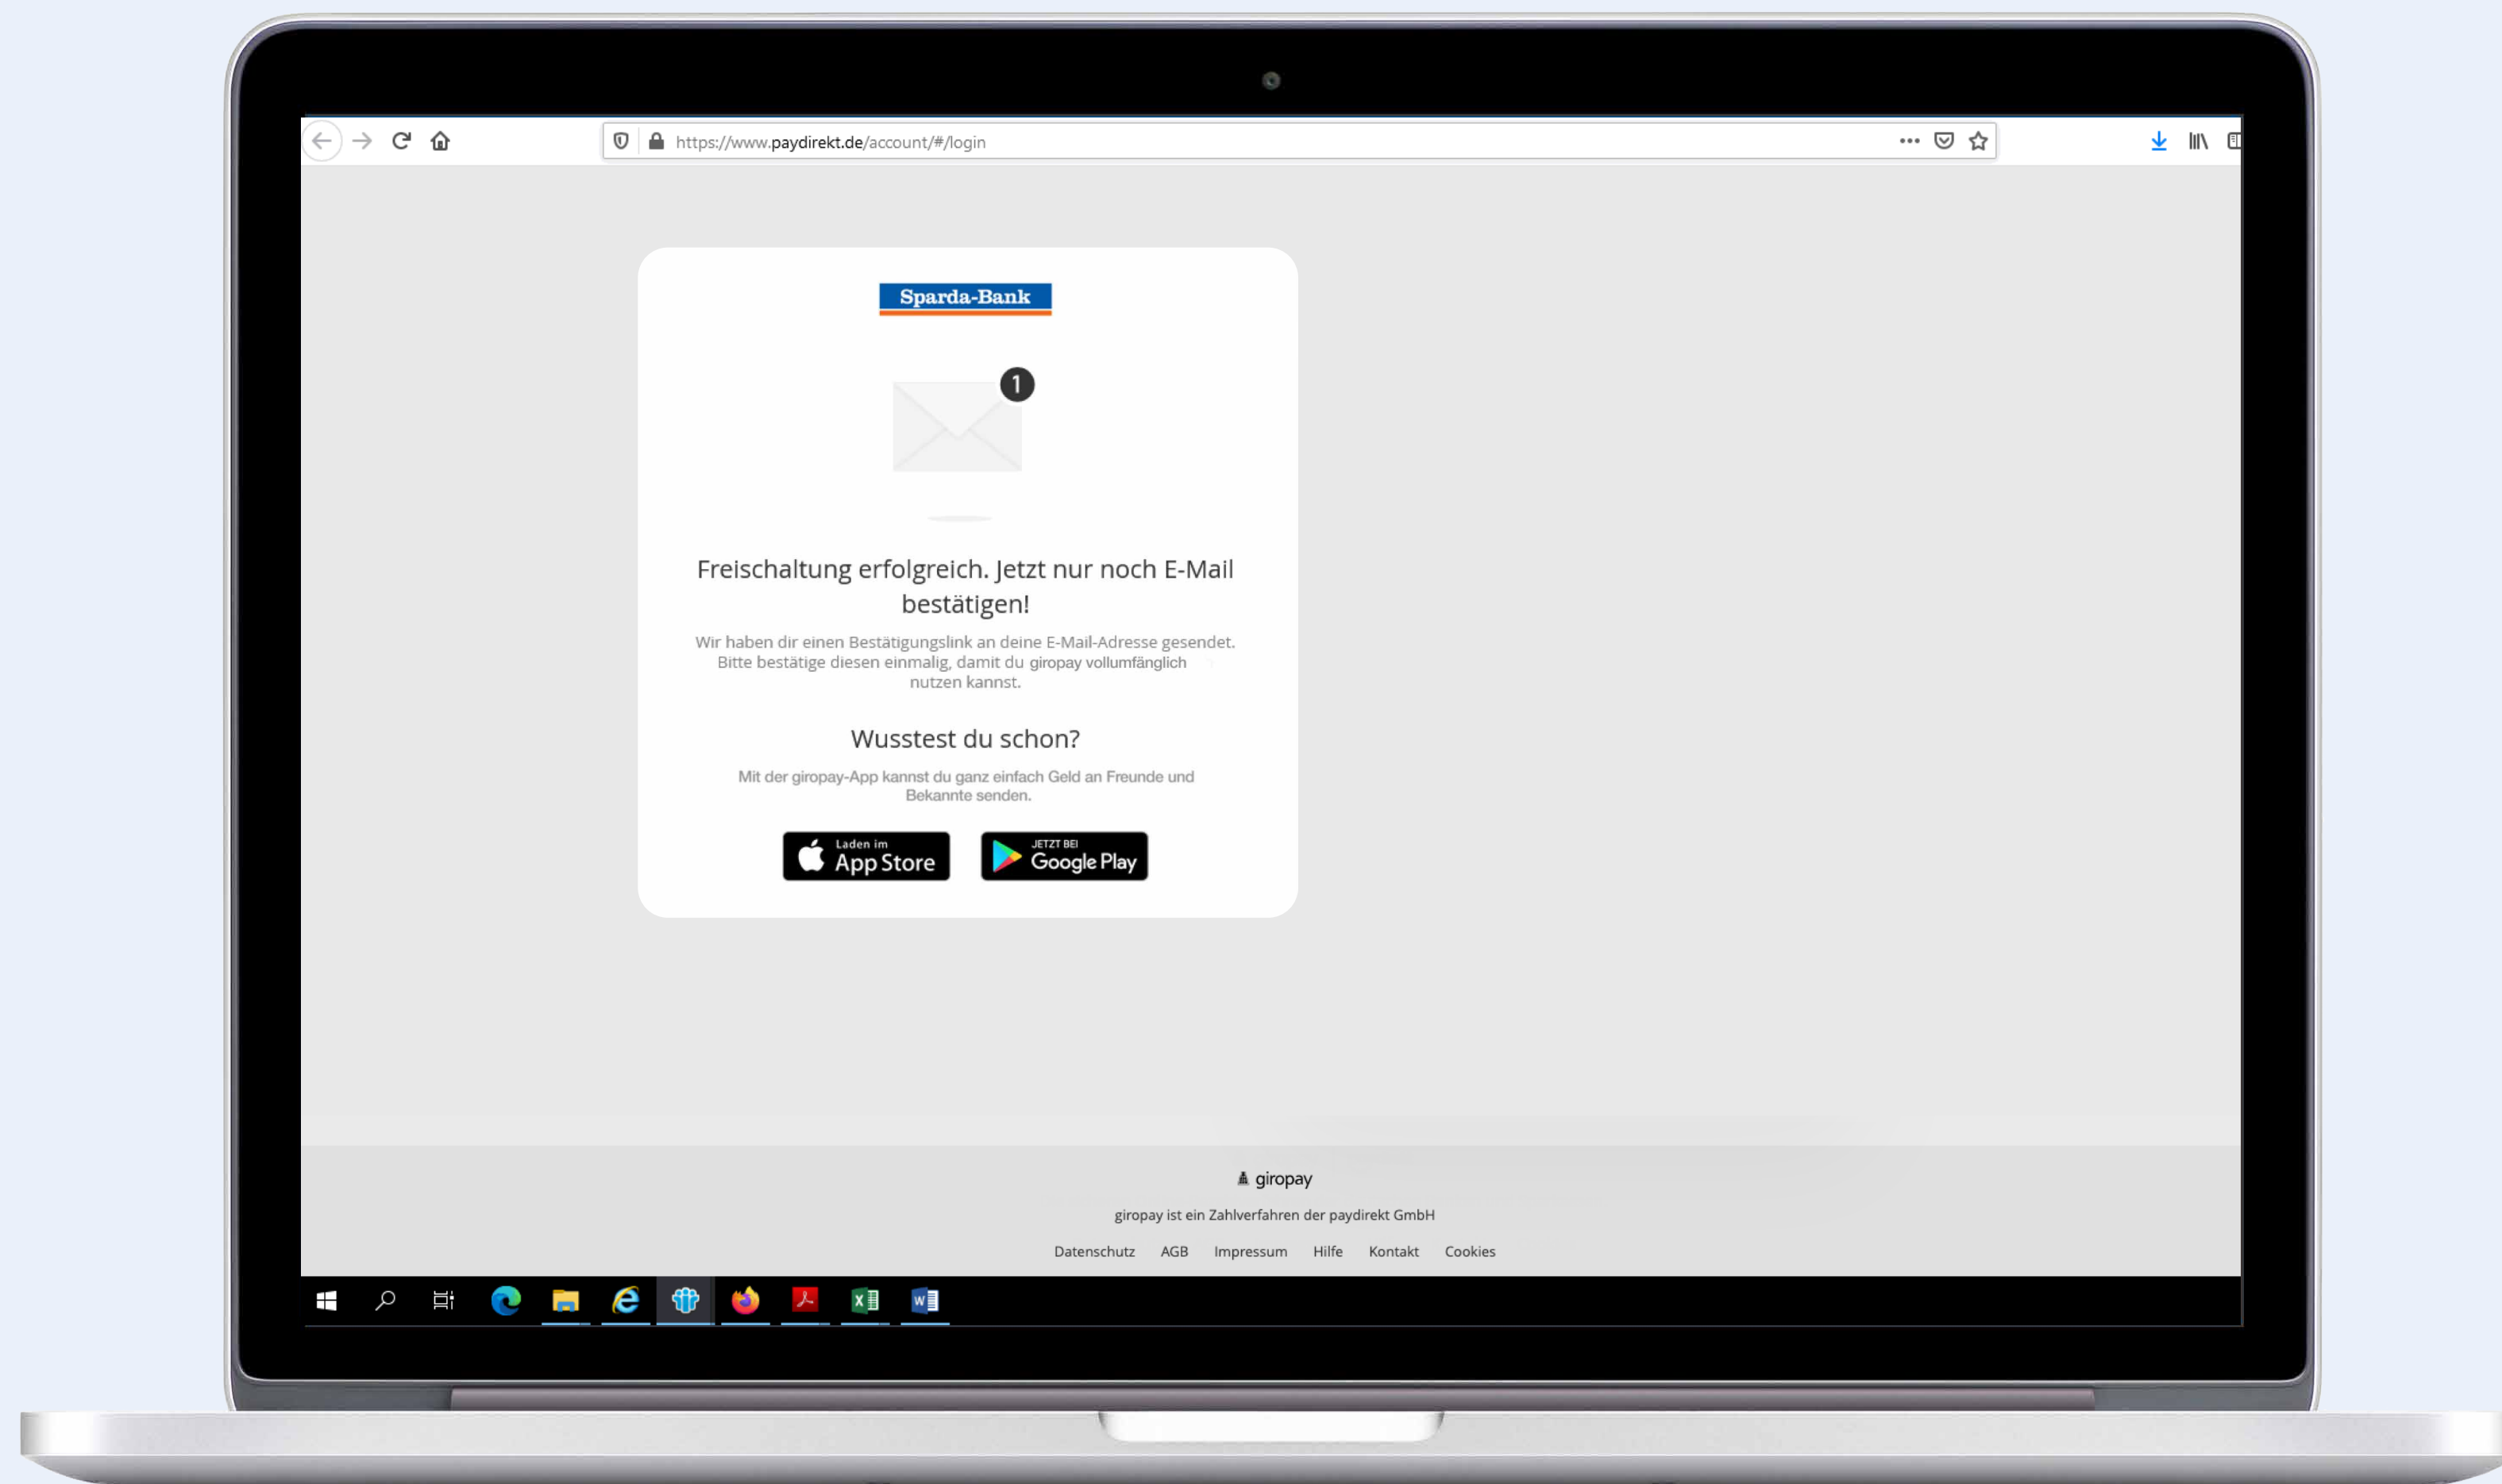 https://www.paydirekt.de/account/#/login
Sparda-Bank
1
Freischaltung erfolgreich. Jetzt nur noch E-Mail
bestätigen!
Wir haben dir einen Bestätigungslink an deine E-Mail-Adresse gesendet.
Bitte bestätige diesen einmalig, damit du giropay vollumfänglich
nutzen kannst.
Wusstest du schon?
Mit der giropay-App kannst du ganz einfach Geld an Freunde und
Bekannte senden.
Laden im
App Store
JETZT BEI
Google Play
giropay
giropay ist ein Zahlverfahren der paydirekt GmbH
Datenschutz AGB Impressum Hilfe Kontakt Cookies